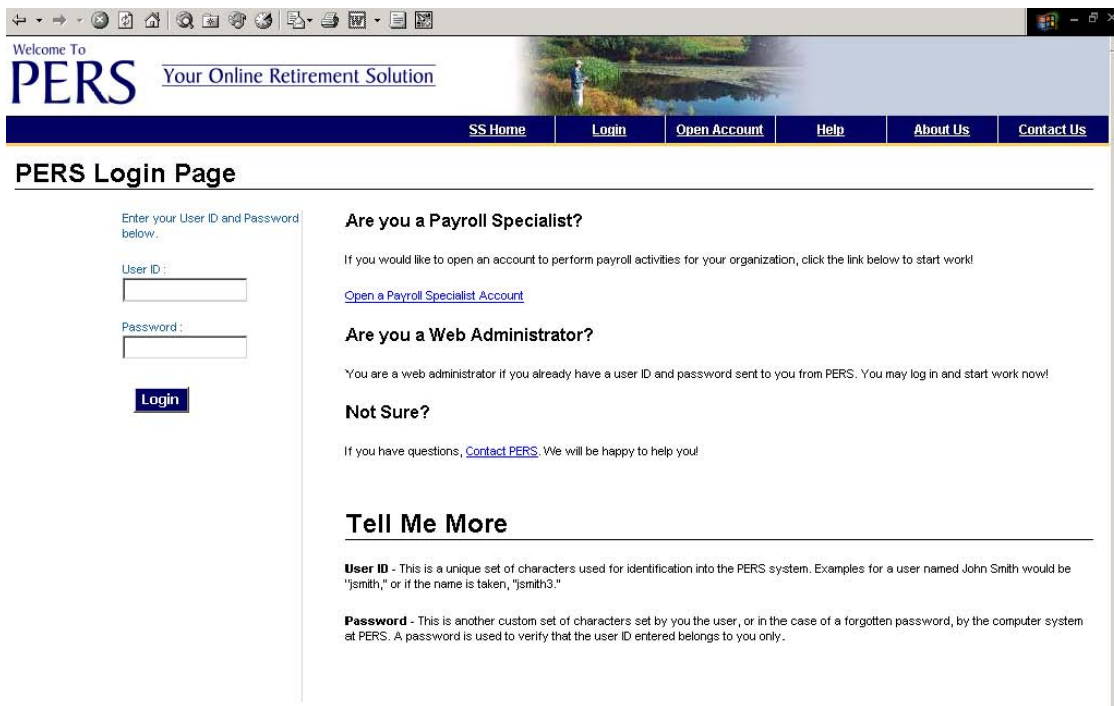 Welcome To
PERS
Your Online Retirement Solution
SS Home
Login
Open Account
Help
About Us
Contact Us
PERS Login Page
Enter your User ID and Password
below.
User ID :
Password :
Login
Are you a Payroll Specialist?
If you would like to open an account to perform payroll activities for your organization, click the link below to start work!
Open a Payroll Specialist Account
Are you a Web Administrator?
You are a web administrator if you already have a user ID and password sent to you from PERS. You may log in and start work now!
Not Sure?
If you have questions, Contact PERS. We will be happy to help you!
Tell Me More
User ID - This is a unique set of characters used for identification into the PERS system. Examples for a user named John Smith would be
"jsmith," or if the name is taken, "jsmith3."
Password - This is another custom set of characters set by you the user, or in the case of a forgotten password, by the computer system
at PERS. A password is used to verify that the user ID entered belongs to you only.